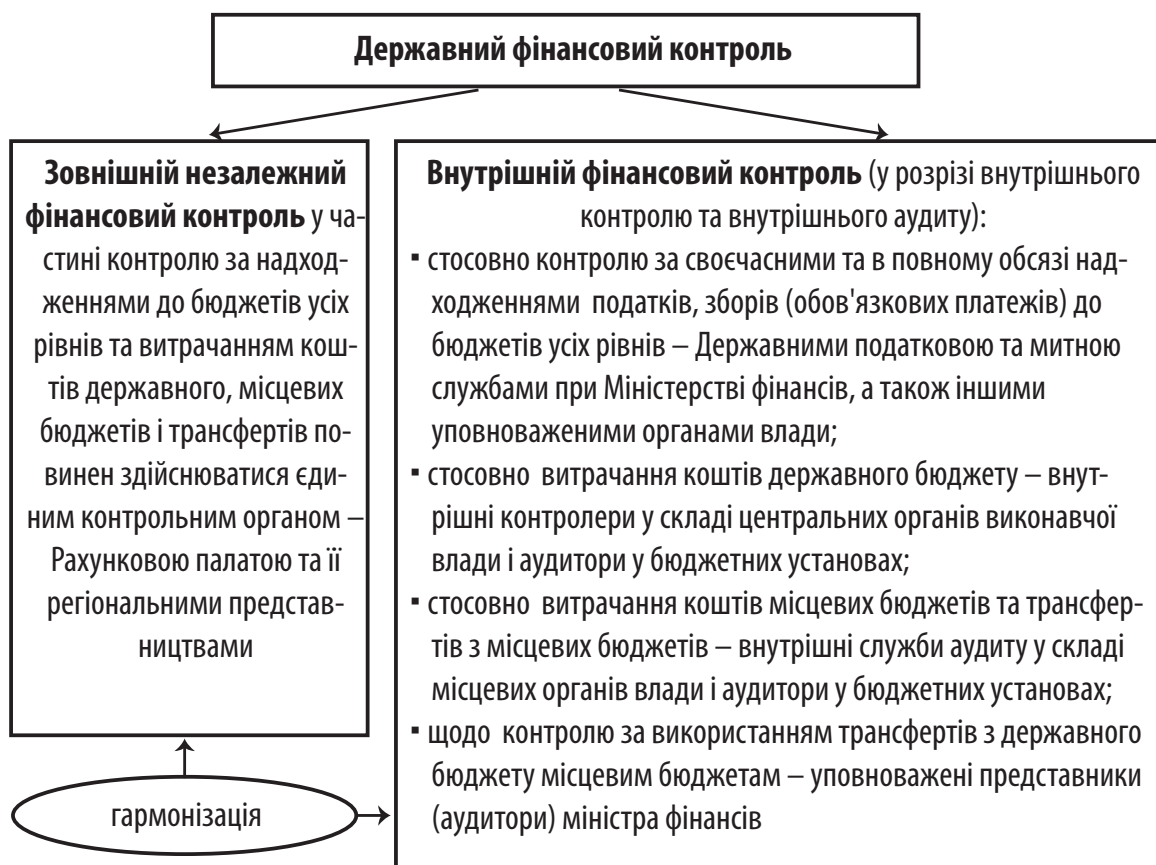 Державний фінансовий контроль
Зовнішній незалежний
фінансовий контроль у ча-
стині контролю за надход-
женнями до бюджетів усіх
рівнів та витрачанням кош-
тів державного, місцевих
бюджетів і трансфертів по-
винен здійснюватися єди-
ним контрольним органом –
Рахунковою палатою та її
регіональними представ-
ництвами
Внутрішній фінансовий контроль (у розрізі внутрішнього
контролю та внутрішнього аудиту):
▪ стосовно контролю за своєчасними та в повному обсязі над-
ходженнями податків, зборів (обов'язкових платежів) до
бюджетів усіх рівнів – Державними податковою та митною
службами при Міністерстві фінансів, а також іншими
уповноваженими органами влади;
▪ стосовно витрачання коштів державного бюджету – внут-
рішні контролери у складі центральних органів виконавчої
влади і аудитори у бюджетних установах;
▪ стосовно витрачання коштів місцевих бюджетів та трансфер-
тів з місцевих бюджетів – внутрішні служби аудиту у складі
місцевих органів влади і аудитори у бюджетних установах;
▪ щодо контролю за використанням трансфертів з державного
бюджету місцевим бюджетам – уповноважені представники
(аудитори) міністра фінансів
гармонізація